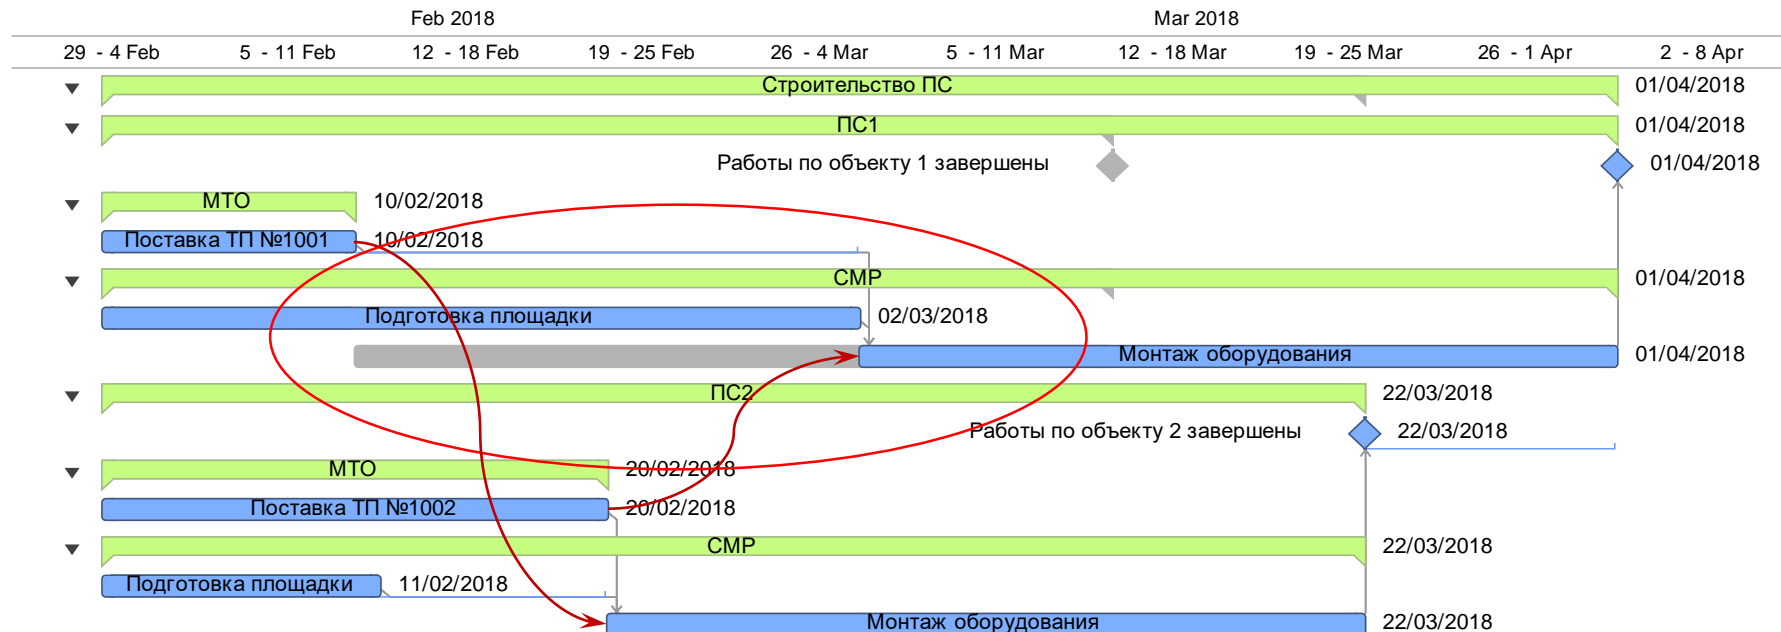 Feb 2018 Mar 2018
29 - 4 Feb 5 - 11 Feb 12 - 18 Feb 19 - 25 Feb 26 - 4 Mar 5 - 11 Mar 12 - 18 Mar 19 - 25 Mar 26 - 1 Apr 2 - 8 Apr
Строительство ПС 01/04/2018
ПС1 01/04/2018
Работы по объекту 1 завершены 01/04/2018
МТО 10/02/2018
Поставка ТП №1001 10/02/2018
СМР 01/04/2018
Подготовка площадки 02/03/2018
Монтаж оборудования 01/04/2018
ПС2 22/03/2018
Работы по объекту 2 завершены 22/03/2018
МТО 20/02/2018
Поставка ТП №1002 20/02/2018
СМР 22/03/2018
Подготовка площадки 11/02/2018
Монтаж оборудования 22/03/2018